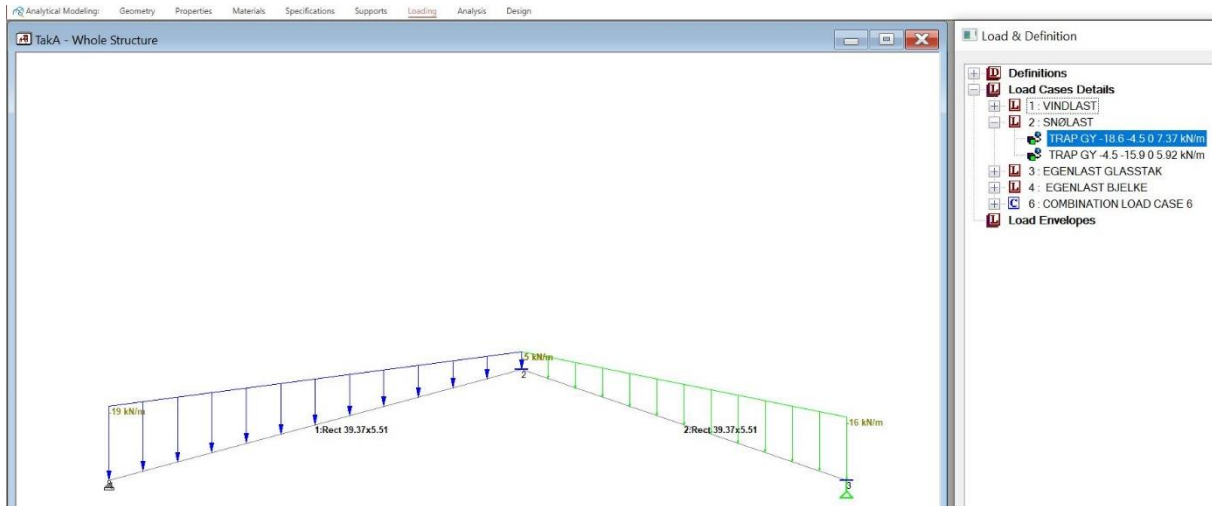 Analytical Modeling: Geometry Properties Materials Specifications Supports Loading Analysis Design
TakA - Whole Structure
Load & Definition
Definitions
Load Cases Details
1 : VINDLAST
2 : SNØLAST
TRAP GY -18.6 -4.5 0 7.37 kN/m
TRAP GY -4.5 -15.9 0 5.92 kN/m
3 : EGENLAST GLASSTAK
4 : EGENLAST BJELKE
6 : COMBINATION LOAD CASE 6
Load Envelopes
-5 kN/m
2
-19 kN/m
-16 kN/m
1:Rect 39.37x5.51
2:Rect 39.37x5.51
3